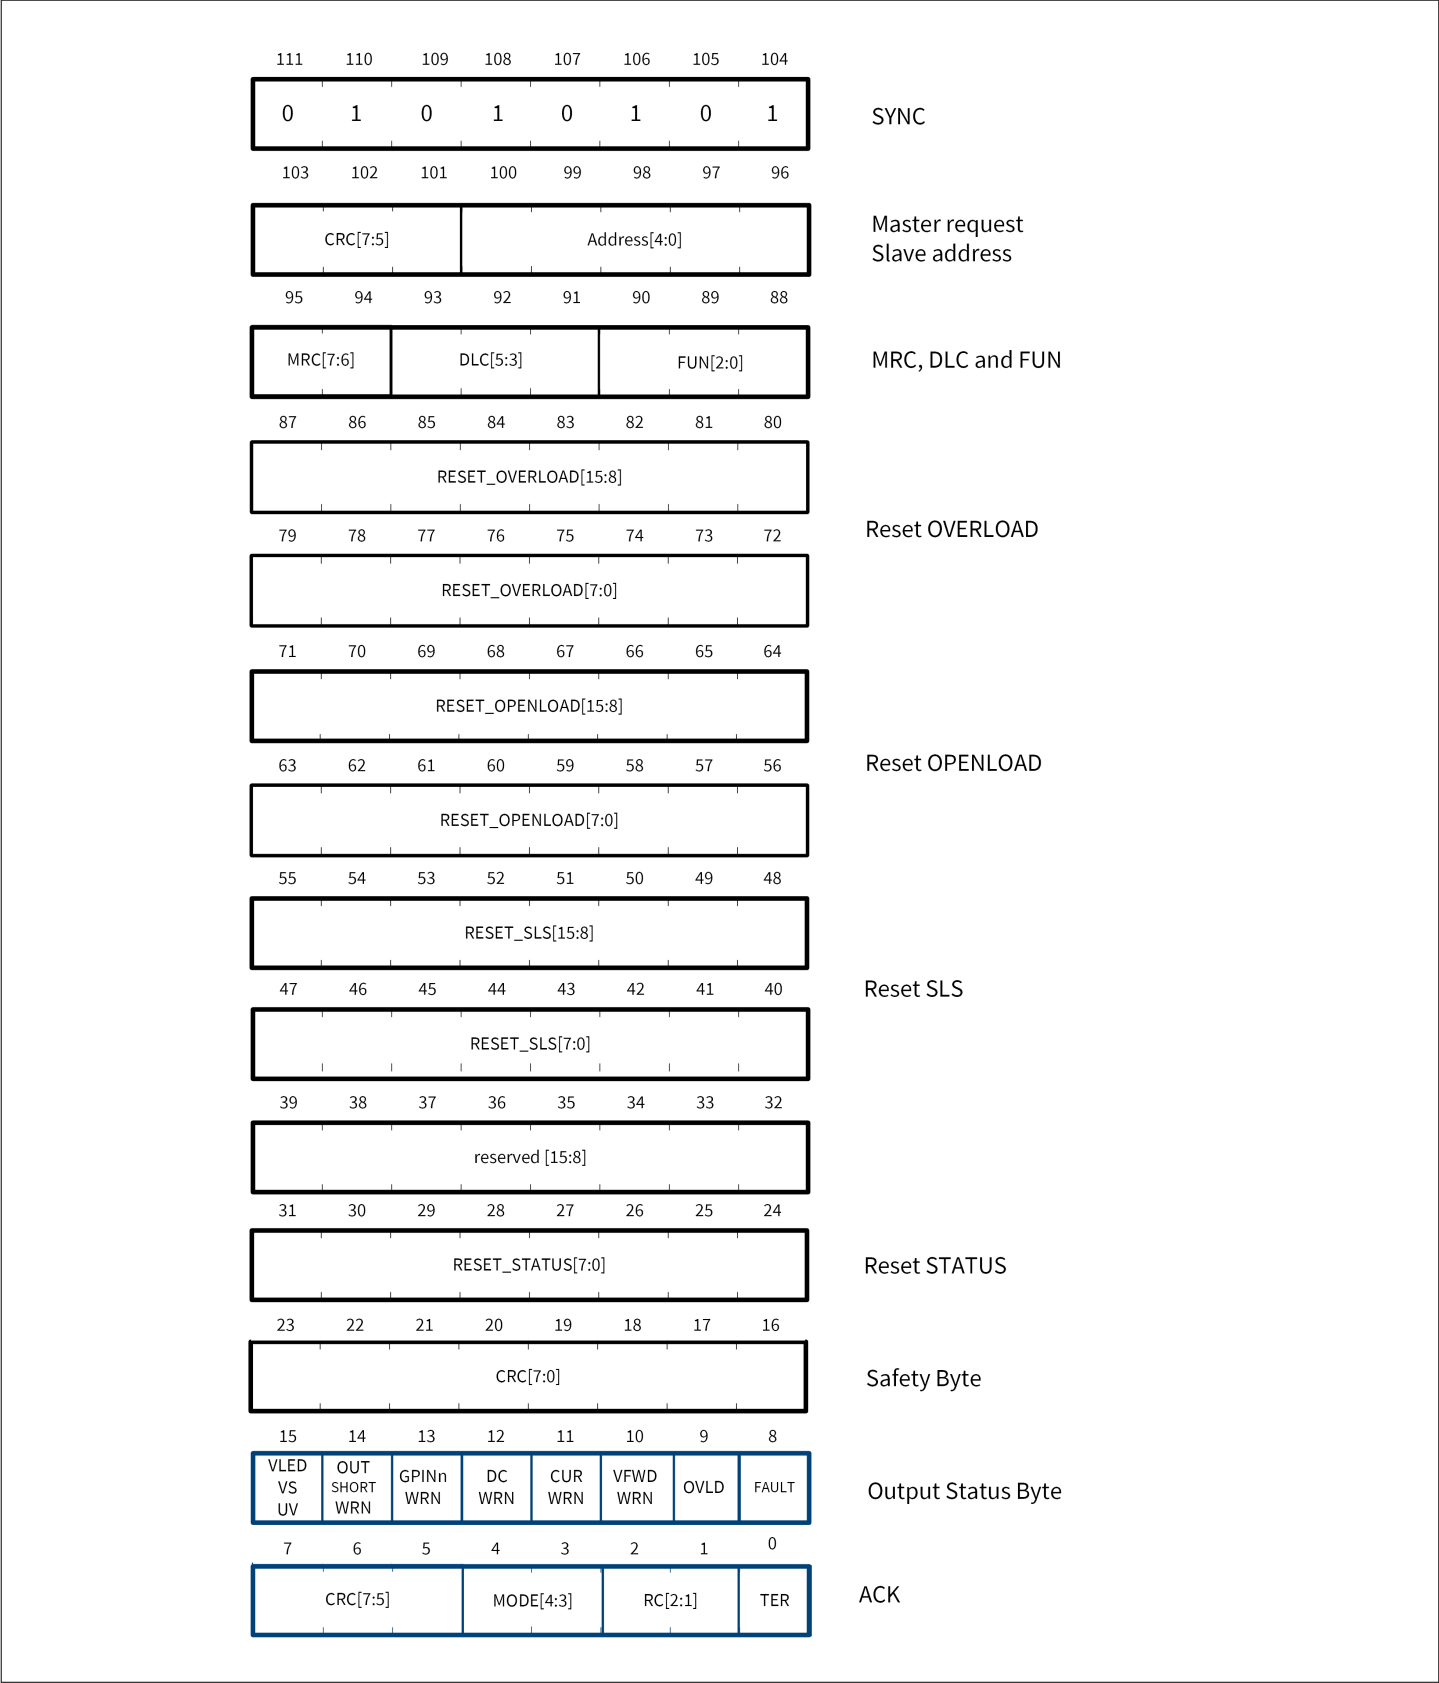 111 110 109 108 107 106 105 104
0 1 0 1 0 1 0 1
SYNC
103 102 101 100 99 98 97 96
CRC[7:5] Address[4:0]
Master request
Slave address
95 94 93 92 91 90 89 88
MRC[7:6] DLC[5:3] FUN[2:0]
MRC, DLC and FUN
87 86 85 84 83 82 81 80
RESET_OVERLOAD[15:8]
Reset OVERLOAD
79 78 77 76 75 74 73 72
RESET_OVERLOAD[7:0]
71 70 69 68 67 66 65 64
RESET_OPENLOAD[15:8]
Reset OPENLOAD
63 62 61 60 59 58 57 56
RESET_OPENLOAD[7:0]
55 54 53 52 51 50 49 48
RESET_SLS[15:8]
Reset SLS
47 46 45 44 43 42 41 40
RESET_SLS[7:0]
39 38 37 36 35 34 33 32
reserved [15:8]
31 30 29 28 27 26 25 24
RESET_STATUS[7:0]
Reset STATUS
23 22 21 20 19 18 17 16
CRC[7:0]
Safety Byte
15 14 13 12 11 10 9 8
VLED
VS
UV
OUT
SHORT
WRN
GPINn
WRN
DC
WRN
CUR
WRN
VFWD
WRN
OVLD
FAULT
Output Status Byte
7 6 5 4 3 2 1 0
CRC[7:5] MODE[4:3] RC[2:1] TER
ACK